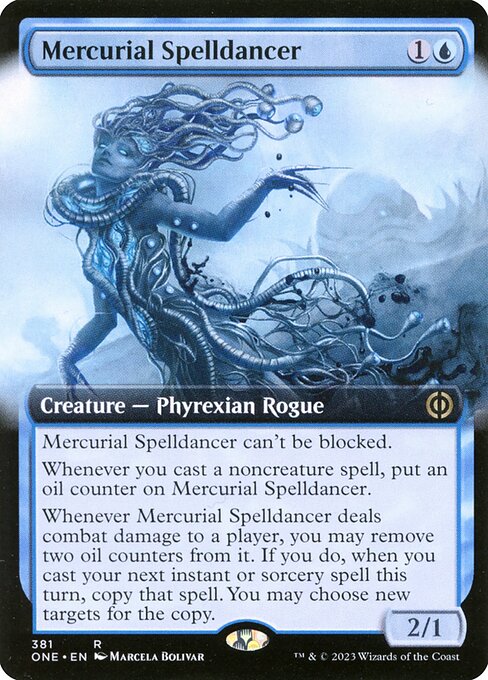 Mercurial Spelldancer 1
Creature — Phyrexian Rogue
Mercurial Spelldancer can't be blocked.
Whenever you cast a noncreature spell, put an
oil counter on Mercurial Spelldancer.
Whenever Mercurial Spelldancer deals
combat damage to a player, you may remove
two oil counters from it. If you do, when you
cast your next instant or sorcery spell this
turn, copy that spell. You may choose new
targets for the copy.
2/1
381 R
ONE • EN Marcela Bolivar ™ & © 2023 Wizards of the Coast